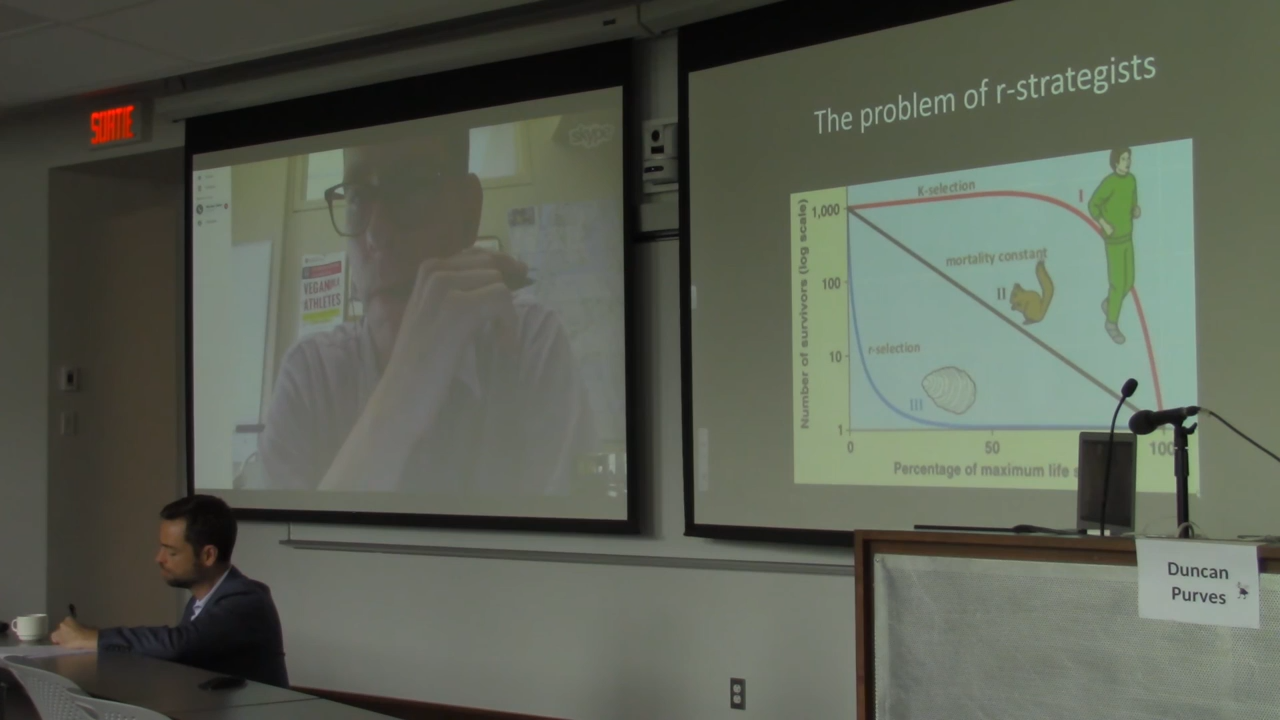 SORTIE
skype
VEGAN
ATHLETES
The problem of r-strategists
Number of survivors (log scale)
1,000
100
10
1
K-selection
I
mortality constant
II
r-selection
III
0
50
100
Percentage of maximum life
Duncan
Purves